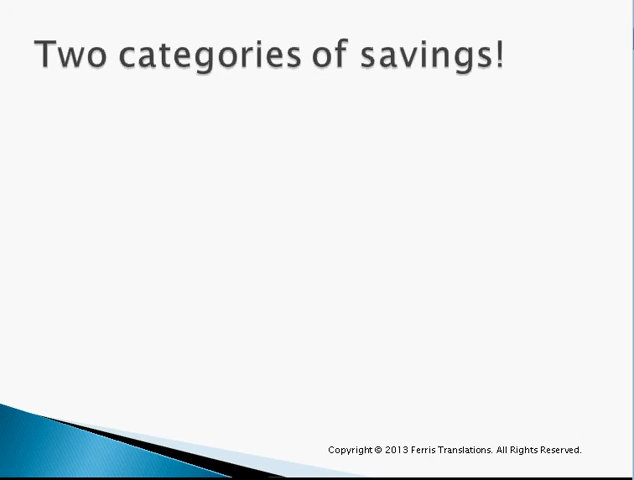 Two categories of savings!
Copyright © 2013 Ferris Translations. All Rights Reserved.